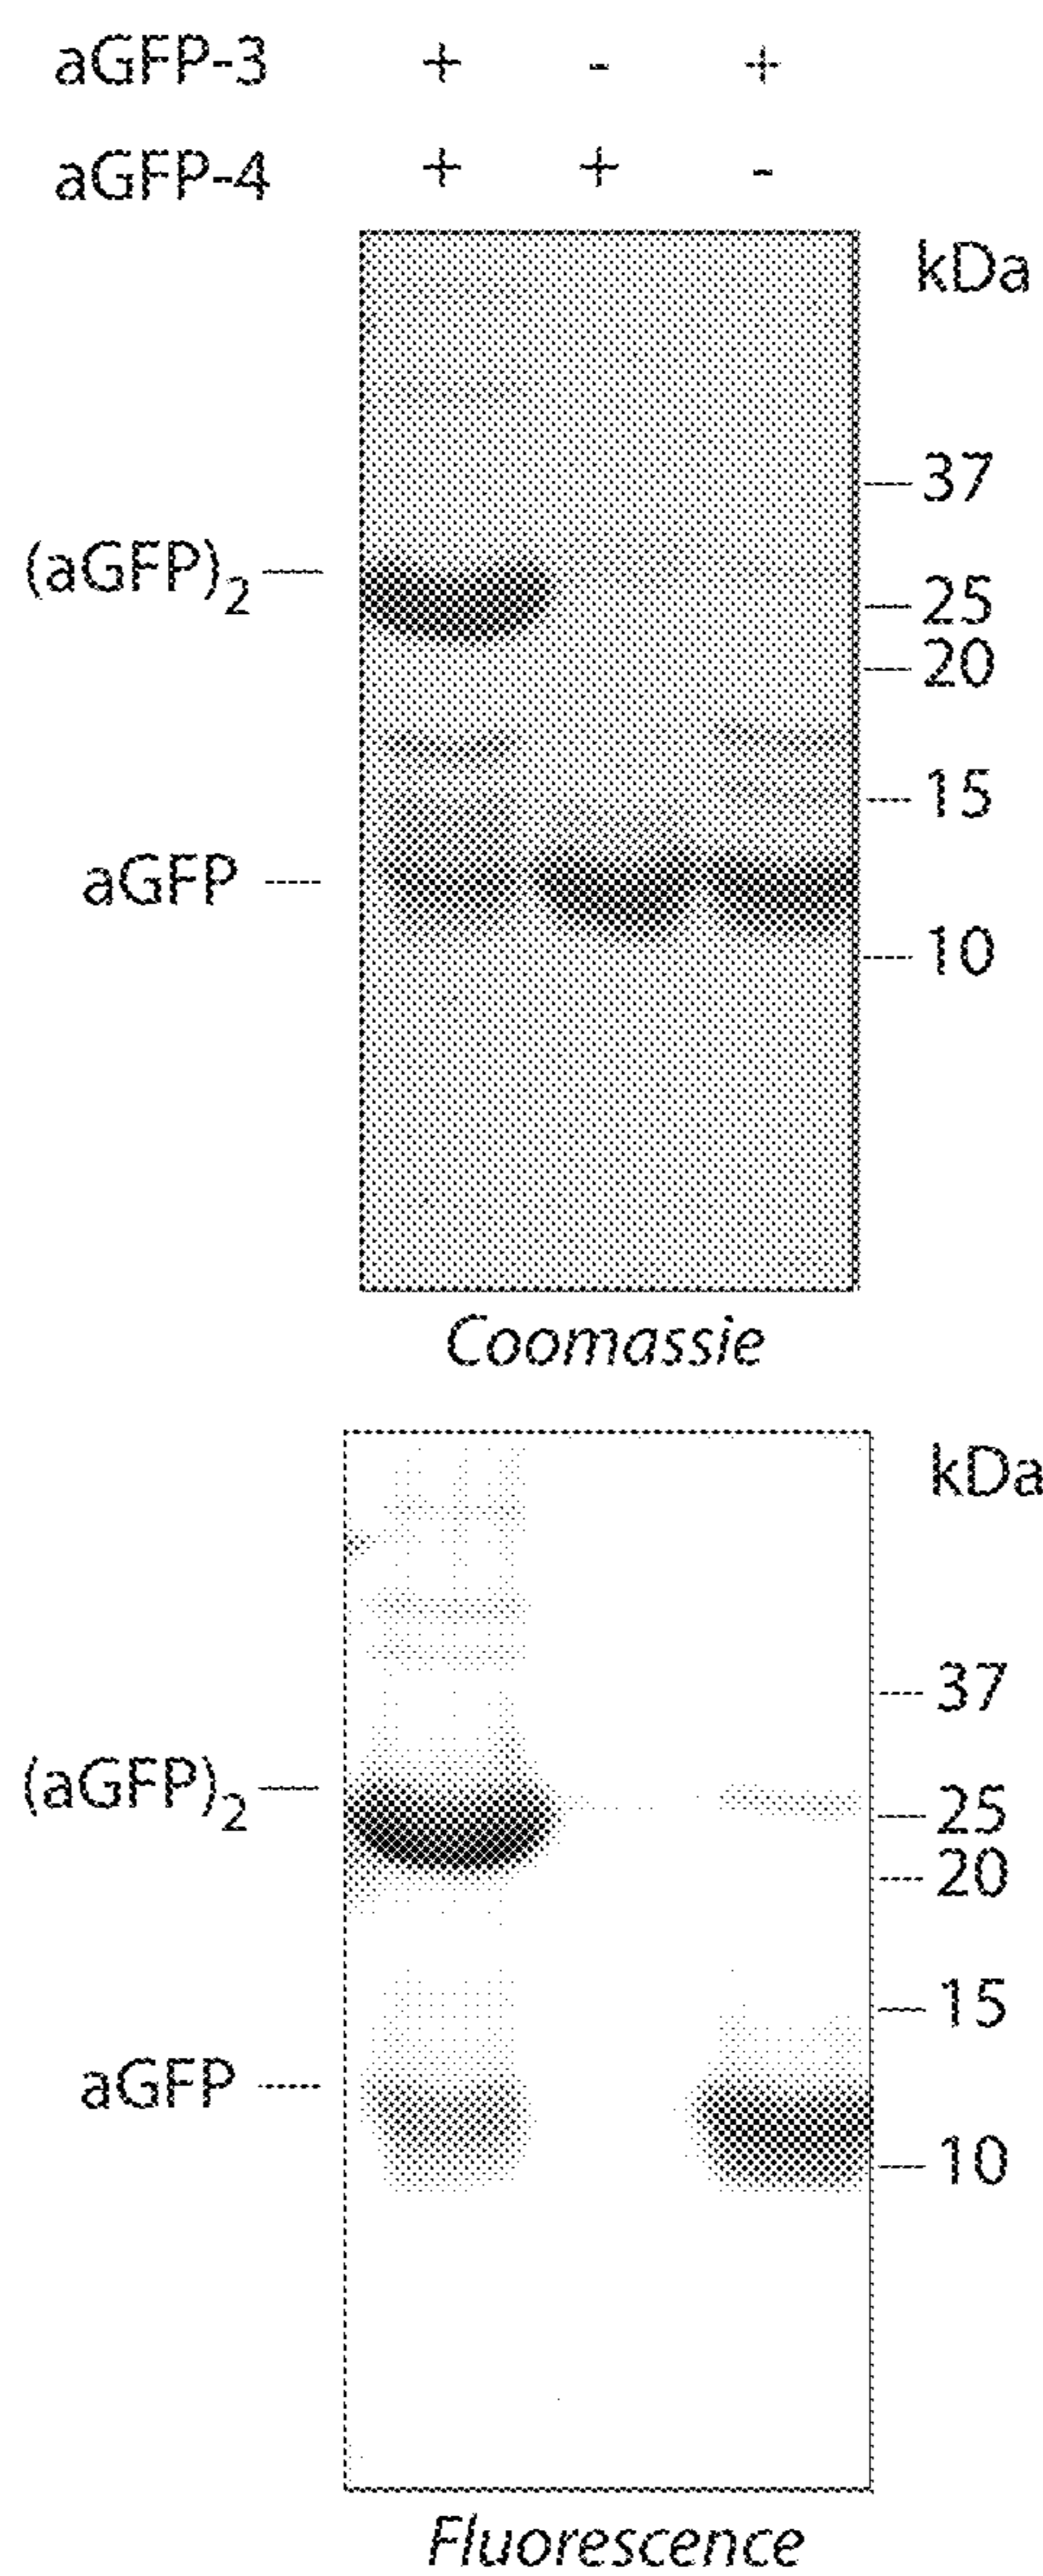 aGFP-3 + - +
aGFP-4 + + -
kDa
37
(aGFP)2
25
20
15
aGFP
10
Coomassie
kDa
37
(aGFP)2
25
20
15
aGFP
10
Fluorescence